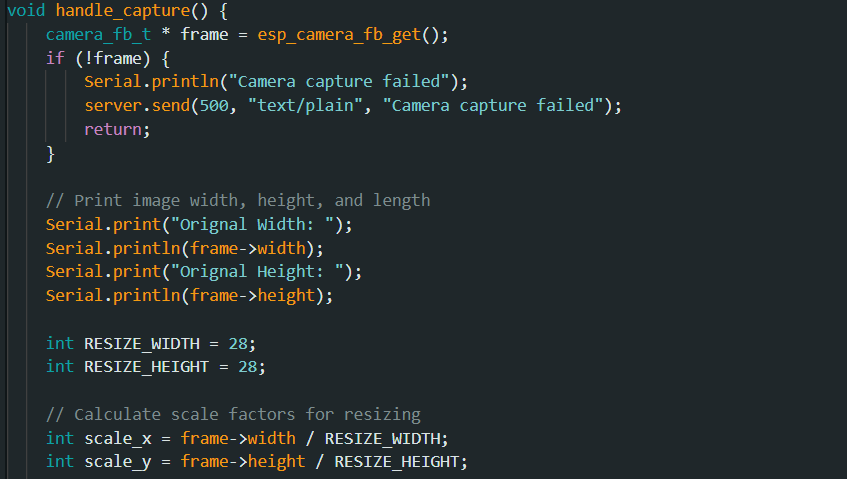 void handle_capture() {
    camera_fb_t * frame = esp_camera_fb_get();
    if (!frame) {
        Serial.println("Camera capture failed");
        server.send(500, "text/plain", "Camera capture failed");
        return;
    }

    // Print image width, height, and length
    Serial.print("Orignal Width: ");
    Serial.println(frame->width);
    Serial.print("Orignal Height: ");
    Serial.println(frame->height);

    int RESIZE_WIDTH = 28;
    int RESIZE_HEIGHT = 28;

    // Calculate scale factors for resizing
    int scale_x = frame->width / RESIZE_WIDTH;
    int scale_y = frame->height / RESIZE_HEIGHT;